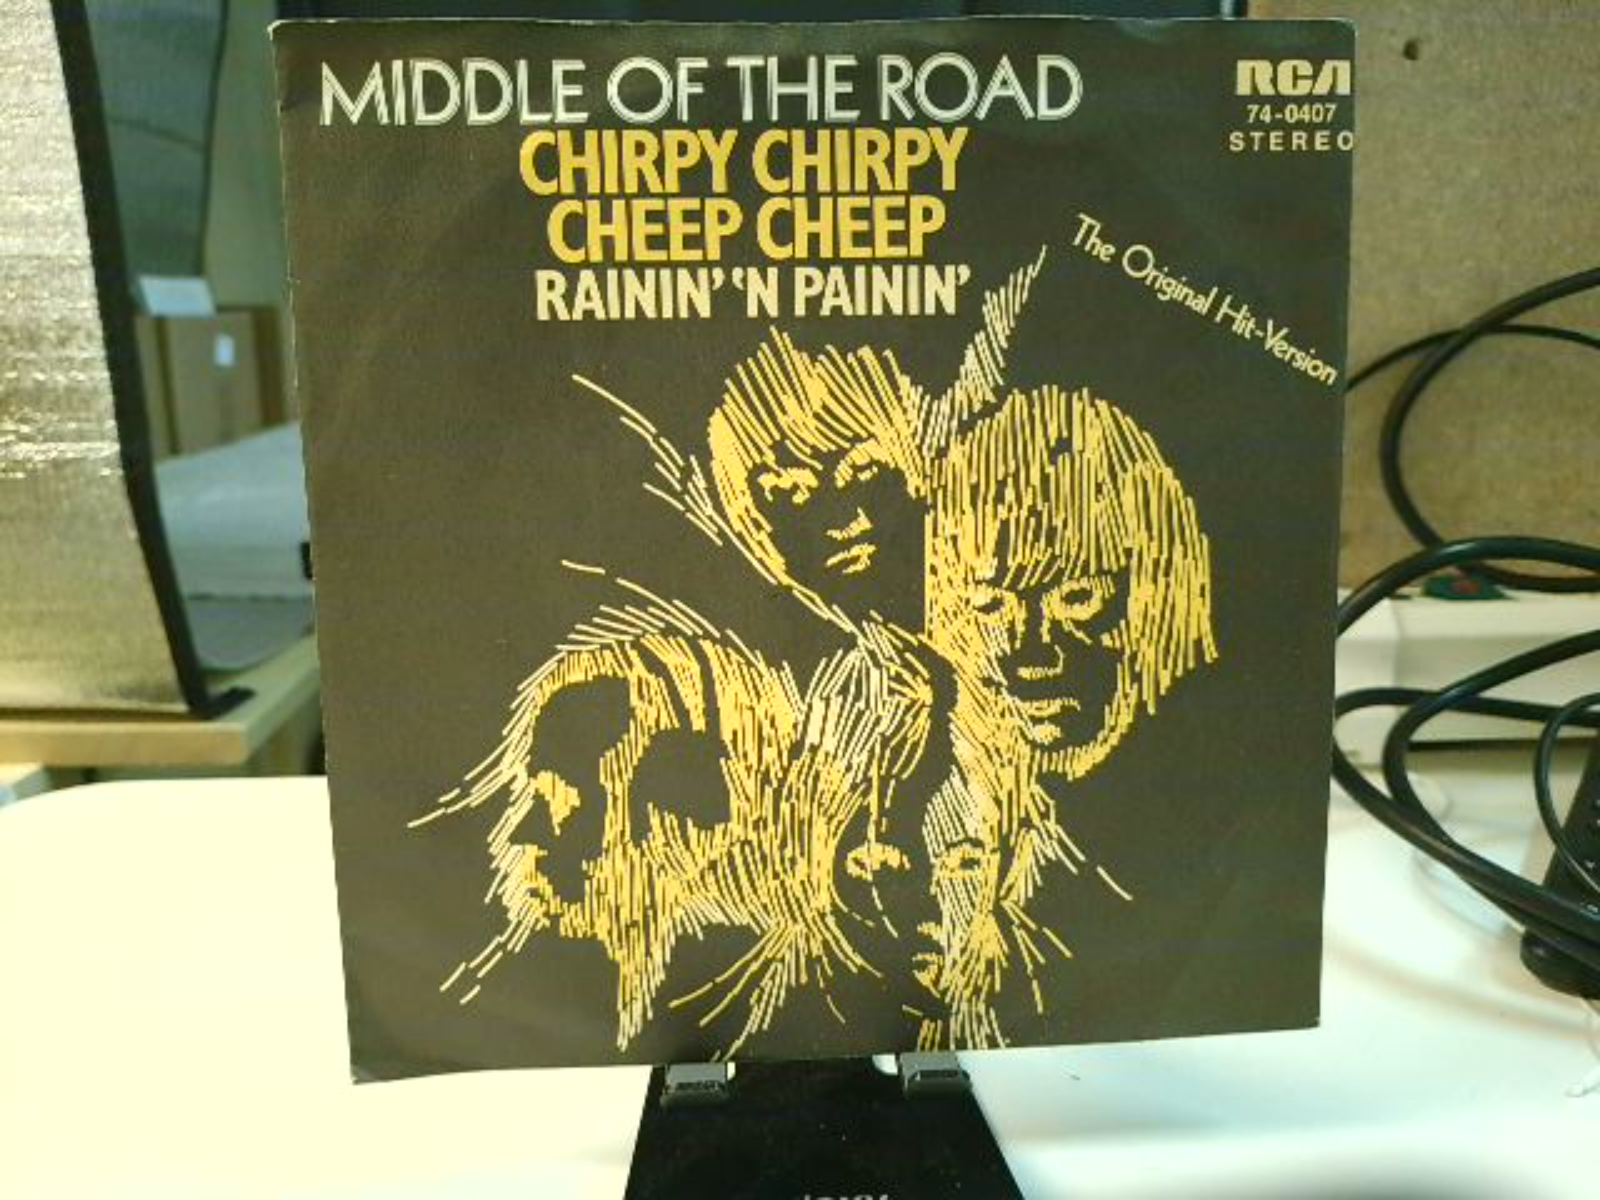 MIDDLE OF THE ROAD
CHIRPY CHIRPY
CHEEP CHEEP
RAININ' 'N PAININ'
RCA
74-0407
STEREO
The Original Hit-Version